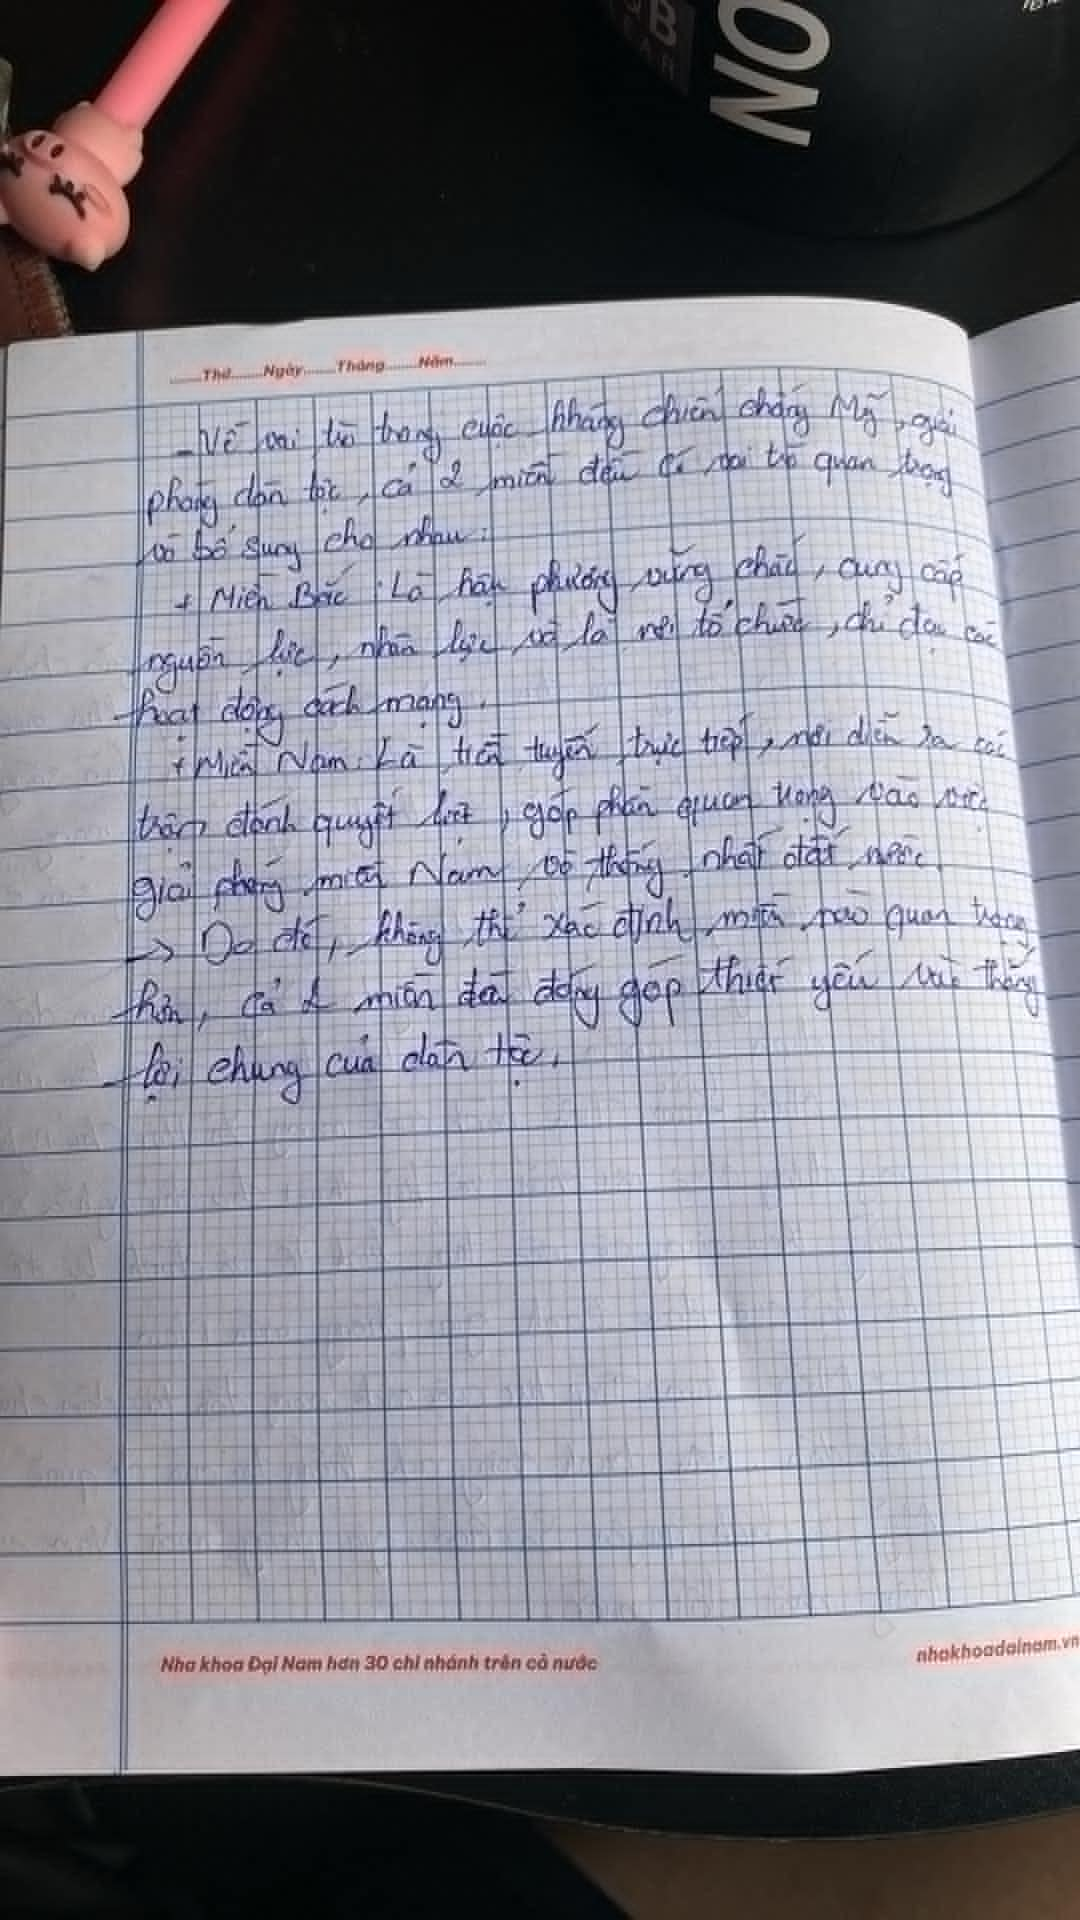 NO
B
Thứ Ngày Tháng Năm
- Về vai trò trong cuộc kháng chiến chống Mỹ, giải
phóng dân tộc, cả 2 miền đều có vai trò quan trọng
và bổ sung cho nhau:
+ Miền Bắc: Là hậu phương vững chắc, cung cấp
nguồn lực, nhân lực và là nơi tổ chức, chỉ đạo các
hoạt động cách mạng.
+ Miền Nam: Là tiền tuyến trực tiếp, nơi diễn ra các
trận đánh quyết liệt, góp phần quan trọng vào việc
giải phóng miền Nam, và thống nhất đất nước.
-> Do đó, không thể xác định miền nào quan trọng
hơn, cả 2 miền đều đóng góp thiết yếu vào thắng
lợi chung của dân tộc.
Nha khoa Đại Nam hơn 30 chi nhánh trên cả nước
nhakhoadainam.vn